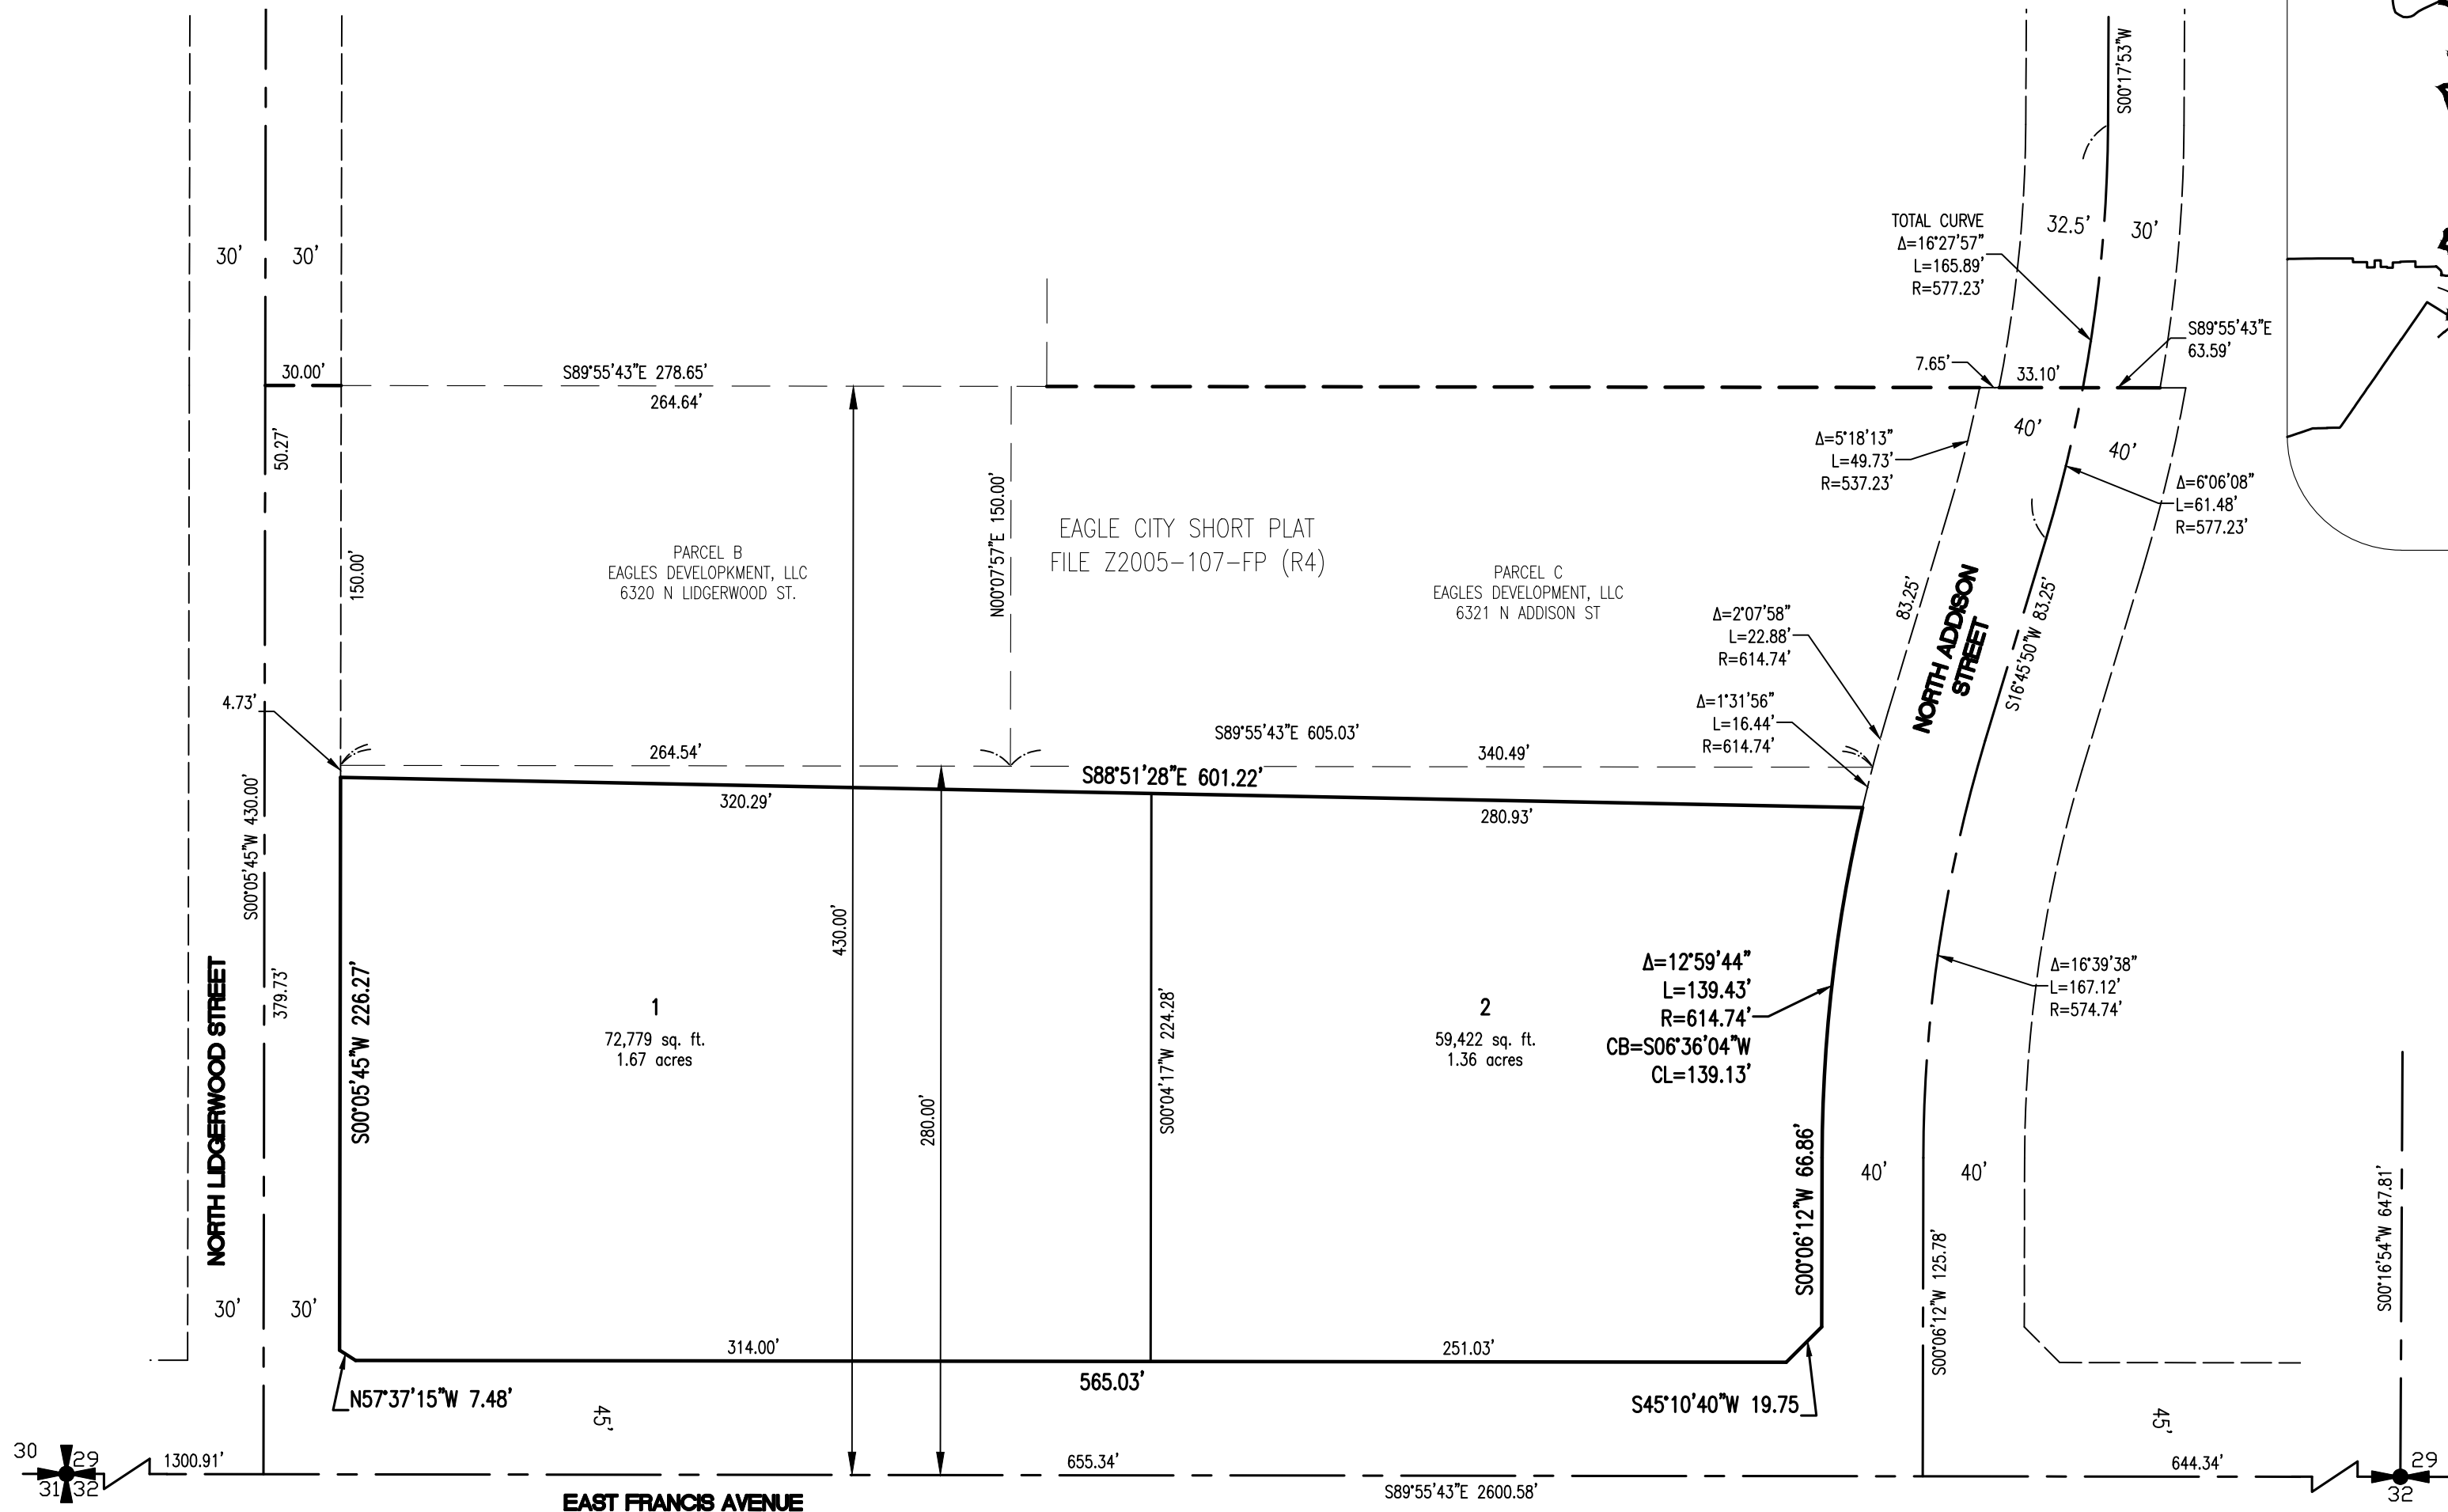 S00°17'53"W
TOTAL CURVE
Δ=16°27'57"
L=165.89'
R=577.23'
32.5'
30'
30'
30'
S89°55'43"E
63.59'
7.65'
33.10'
30.00'
S89°55'43"E 278.65'
264.64'
50.27'
40'
40'
Δ=5°18'13"
L=49.73'
R=537.23'
Δ=6°06'08"
L=61.48'
R=577.23'
N00°07'57"E 150.00'
EAGLE CITY SHORT PLAT
FILE Z2005-107-FP (R4)
150.00'
PARCEL B
EAGLES DEVELOPKMENT, LLC
6320 N LIDGERWOOD ST.
PARCEL C
EAGLES DEVELOPMENT, LLC
6321 N ADDISON ST
83.25'
NORTH ADDISON
STREET
S16°45'50"W 83.25'
Δ=2°07'58"
L=22.88'
R=614.74'
Δ=1°31'56"
L=16.44'
R=614.74'
4.73'
S89°55'43"E 605.03'
264.54'
340.49'
S88°51'28"E 601.22'
320.29'
280.93'
S00°05'45"W 430.00'
430.00'
379.73'
NORTH LIDGERWOOD STREET
S00°05'45"W 226.27'
1
72,779 sq. ft.
1.67 acres
280.00'
S00°04'17"W 224.28'
2
59,422 sq. ft.
1.36 acres
Δ=12°59'44"
L=139.43'
R=614.74'
CB=S06°36'04"W
CL=139.13'
Δ=16°39'38"
L=167.12'
R=574.74'
S00°06'12"W 66.86'
40'
40'
S00°06'12"W 125.78'
S00°16'54"W 647.81'
30'
30'
314.00'
251.03'
565.03'
N57°37'15"W 7.48'
S45°10'40"W 19.75
45'
45'
30
29
31
32
1300.91'
655.34'
644.34'
29
32
S89°55'43"E 2600.58'
EAST FRANCIS AVENUE